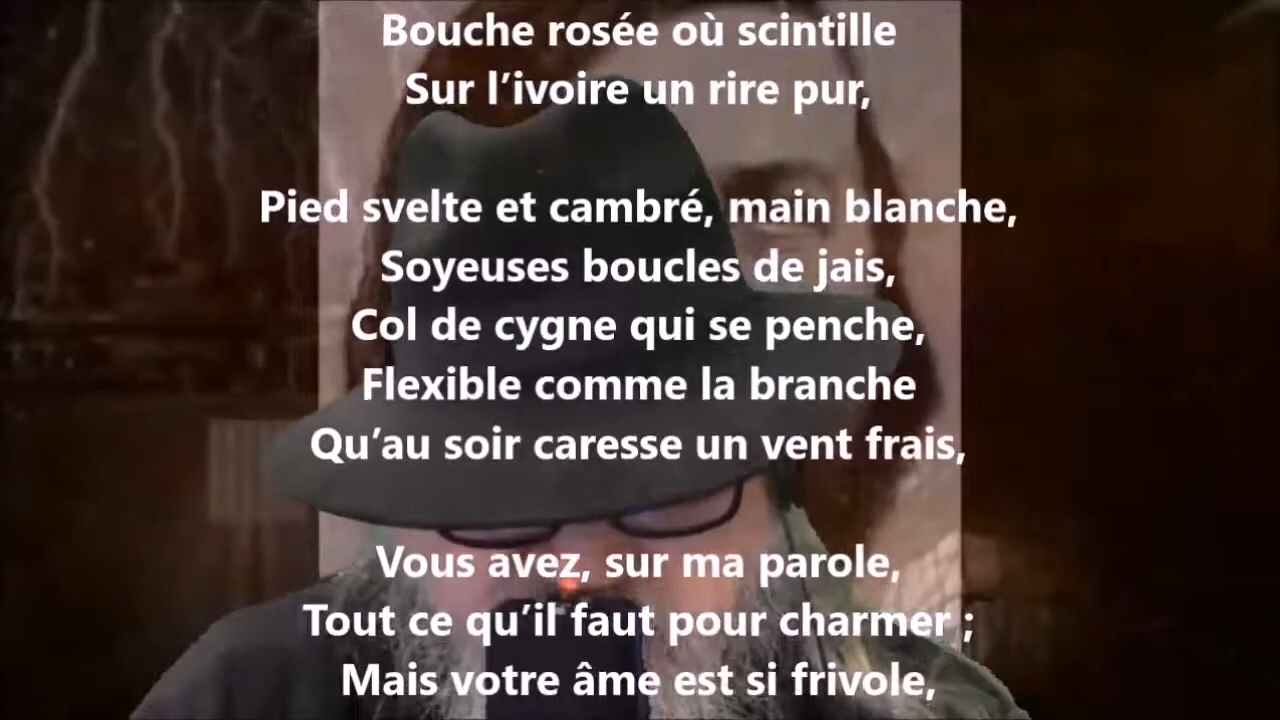 Bouche rosée où scintille
Sur l’ivoire un rire pur,
Pied svelte et cambré, main blanche,
Soyeuses boucles de jais,
Col de cygne qui se penche,
Flexible comme la branche
Qu’au soir caresse un vent frais,
Vous avez, sur ma parole,
Tout ce qu’il faut pour charmer ;
Mais votre âme est si frivole,